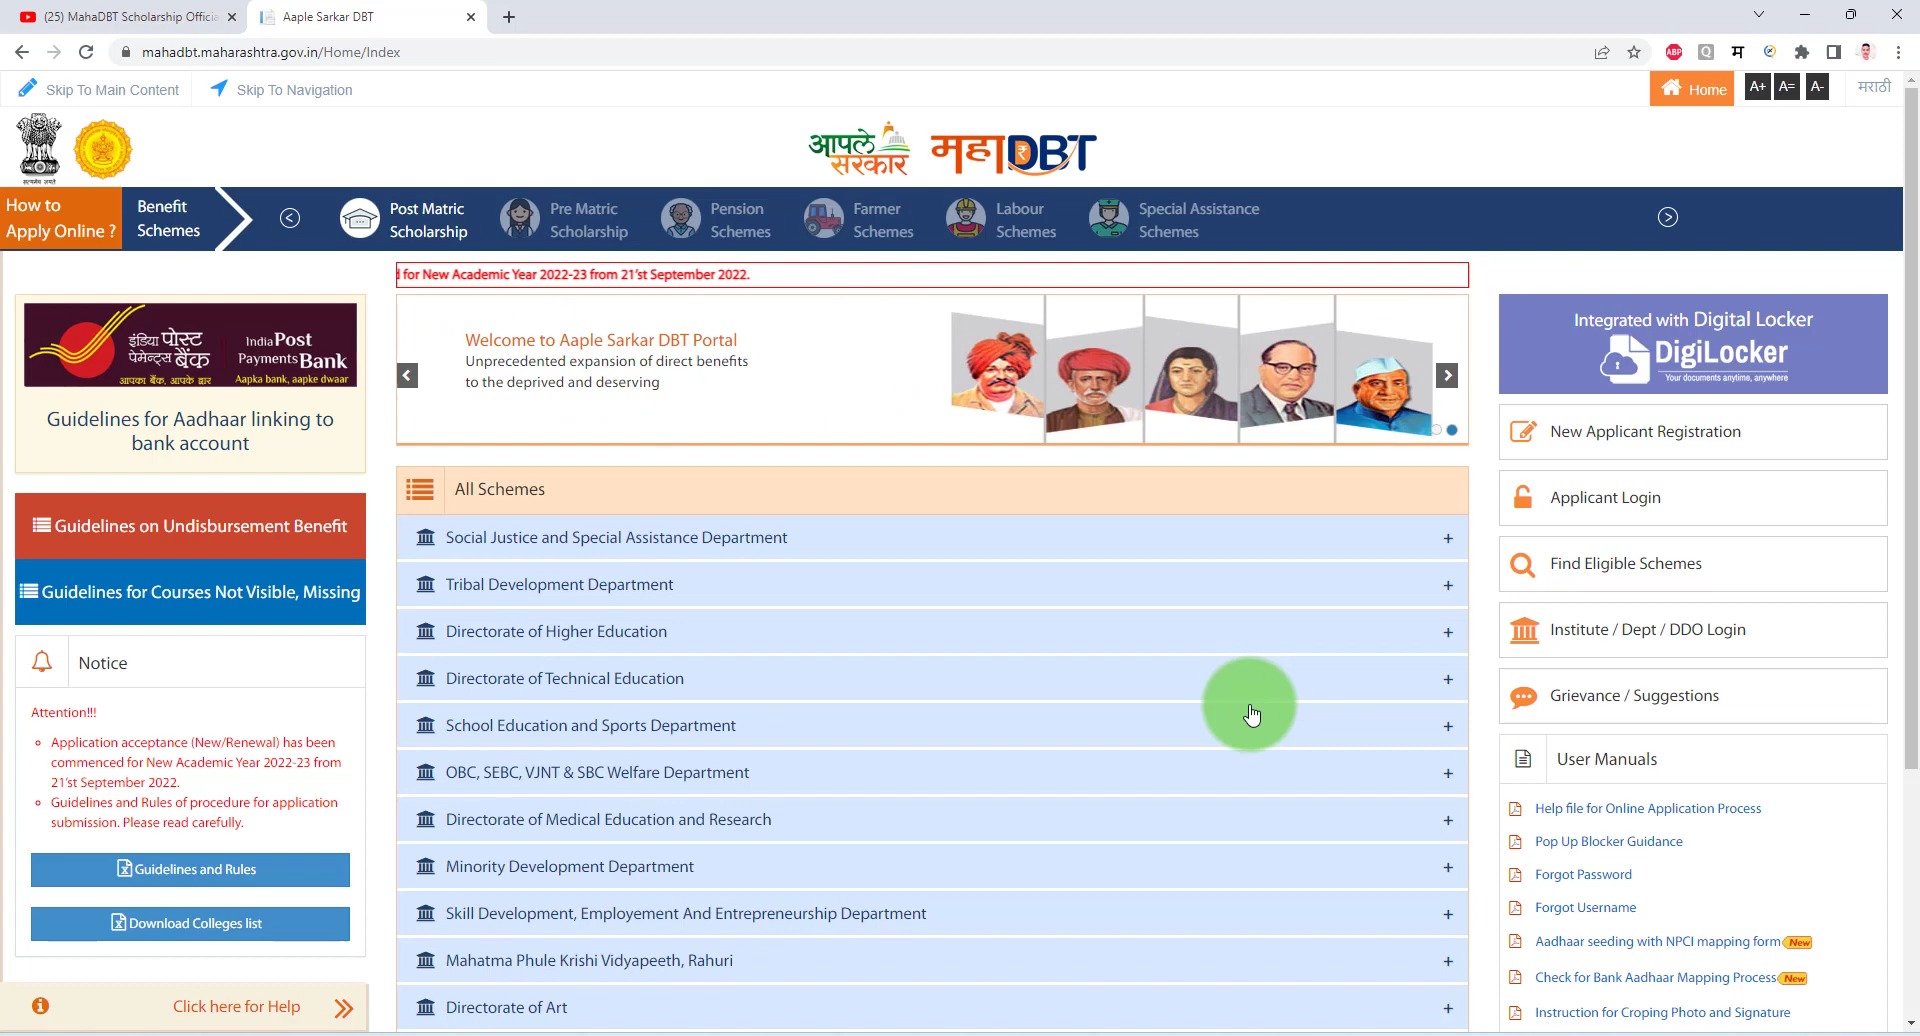 (25) MahaDBT Scholarship Officia
Aaple Sarkar DBT
mahadbt.maharashtra.gov.in/Home/Index
ABP
Q
म
Skip To Main Content
Skip To Navigation
Home
A+
A=
A-
मराठी
सत्यमेव जयते
आपले
सरकार
महाDBT
How to
Apply Online ?
Benefit
Schemes
Post Matric
Scholarship
Pre Matric
Scholarship
Pension
Schemes
Farmer
Schemes
Labour
Schemes
Special Assistance
Schemes
for New Academic Year 2022-23 from 21'st September 2022.
इंडिया पोस्ट
पेमेन्ट्स बैंक
आपका बैंक, आपके द्वार
IndiaPost
PaymentsBank
Aapka bank, aapke dwaar
Guidelines for Aadhaar linking to
bank account
Guidelines on Undisbursement Benefit
Guidelines for Courses Not Visible, Missing
Notice
Attention!!!
Application acceptance (New/Renewal) has been
commenced for New Academic Year 2022-23 from
21'st September 2022.
Guidelines and Rules of procedure for application
submission. Please read carefully.
Guidelines and Rules
Download Colleges list
Click here for Help
Welcome to Aaple Sarkar DBT Portal
Unprecedented expansion of direct benefits
to the deprived and deserving
All Schemes
Social Justice and Special Assistance Department +
Tribal Development Department +
Directorate of Higher Education +
Directorate of Technical Education +
School Education and Sports Department +
OBC, SEBC, VJNT & SBC Welfare Department +
Directorate of Medical Education and Research +
Minority Development Department +
Skill Development, Employement And Entrepreneurship Department +
Mahatma Phule Krishi Vidyapeeth, Rahuri +
Directorate of Art +
Integrated with Digital Locker
DigiLocker
Your documents anytime, anywhere
New Applicant Registration
Applicant Login
Find Eligible Schemes
Institute / Dept / DDO Login
Grievance / Suggestions
User Manuals
Help file for Online Application Process
Pop Up Blocker Guidance
Forgot Password
Forgot Username
Aadhaar seeding with NPCI mapping form New
Check for Bank Aadhaar Mapping Process New
Instruction for Croping Photo and Signature